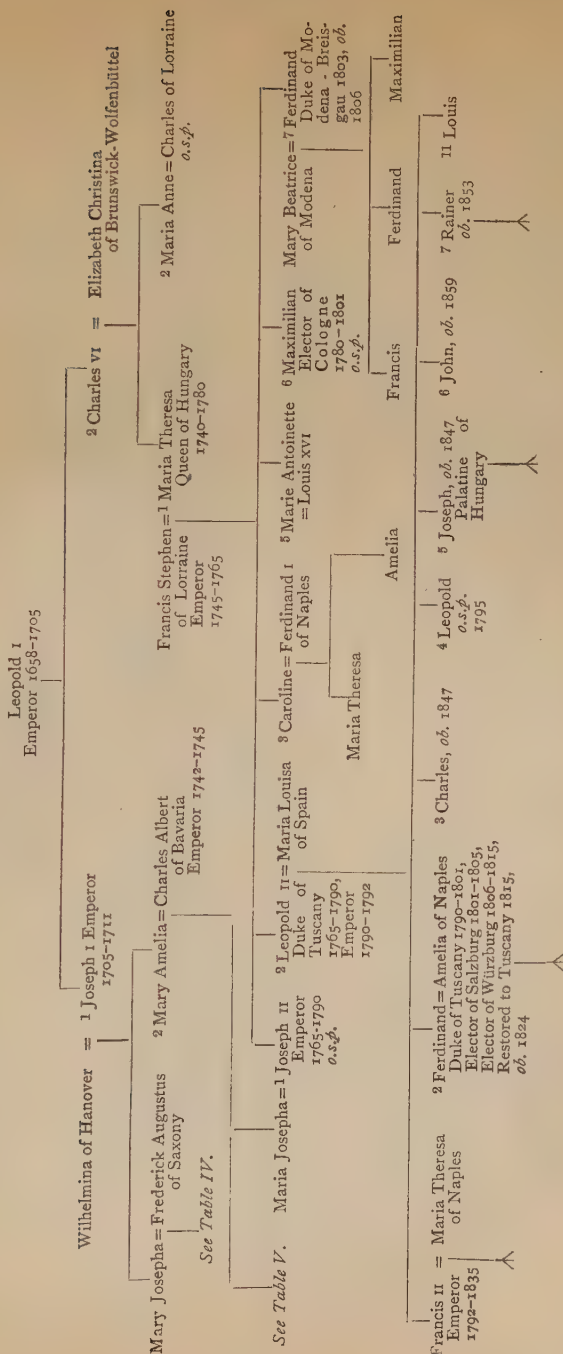 Leopold I
Emperor 1658-1705
Wilhelmina of Hanover = 1 Joseph I Emperor
1705-1711
2 Charles VI = Elizabeth Christina
of Brunswick-Wolfenbüttel
Mary Josepha = Frederick Augustus
of Saxony
See Table IV.
2 Mary Amelia = Charles Albert
of Bavaria
Emperor 1742-1745
Francis Stephen = 1 Maria Theresa
of Lorraine
Emperor
1745-1765
Queen of Hungary
1740-1780
2 Maria Anne = Charles of Lorraine
o.s.p.
See Table V.
Maria Josepha = 1 Joseph II
Emperor
1765-1790
o.s.p.
2 Leopold II = Maria Louisa
of Spain
Duke of
Tuscany
1765-1790,
Emperor
1790-1792
3 Caroline = Ferdinand I
of Naples
5 Marie Antoinette
= Louis XVI
6 Maximilian
Elector of
Cologne
1780-1801
o.s.p.
Mary Beatrice = 7 Ferdinand
of Modena
Duke of Mo-
dena - Breis-
gau 1803, ob.
1806
Maria Theresa
Amelia
Francis
Ferdinand
Maximilian
Francis II = Maria Theresa
of Naples
Emperor
1792-1835
2 Ferdinand = Amelia of Naples
Duke of Tuscany 1790-1801,
Elector of Salzburg 1801-1805,
Elector of Würzburg 1806-1815,
Restored to Tuscany 1815,
ob. 1824
3 Charles, ob. 1847
4 Leopold
o.s.p.
1795
5 Joseph, ob. 1847
Palatine of
Hungary
6 John, ob. 1859
7 Rainer
ob. 1853
11 Louis